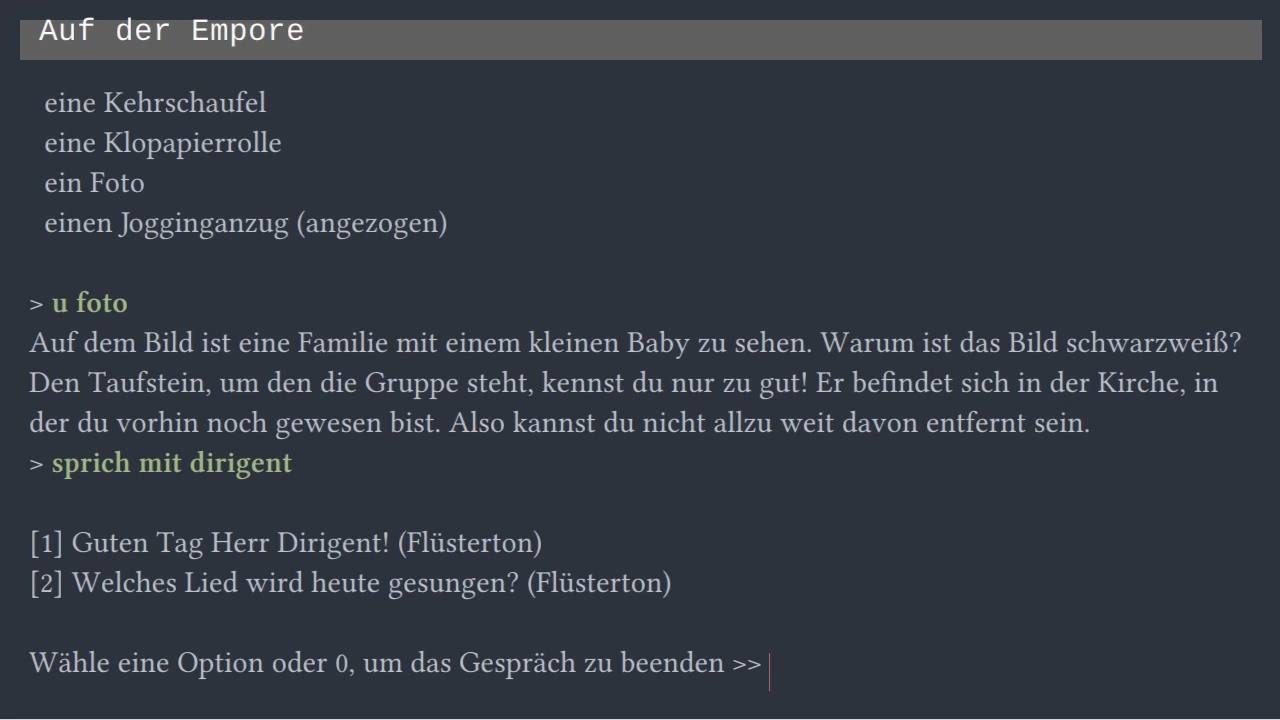 Auf der Empore
eine Kehrschaufel
eine Klopapierrolle
ein Foto
einen Jogginganzug (angezogen)
> u foto
Auf dem Bild ist eine Familie mit einem kleinen Baby zu sehen. Warum ist das Bild schwarzweiß?
Den Taufstein, um den die Gruppe steht, kennst du nur zu gut! Er befindet sich in der Kirche, in
der du vorhin noch gewesen bist. Also kannst du nicht allzu weit davon entfernt sein.
> sprich mit dirigent
[1] Guten Tag Herr Dirigent! (Flüsterton)
[2] Welches Lied wird heute gesungen? (Flüsterton)
Wähle eine Option oder 0, um das Gespräch zu beenden >>